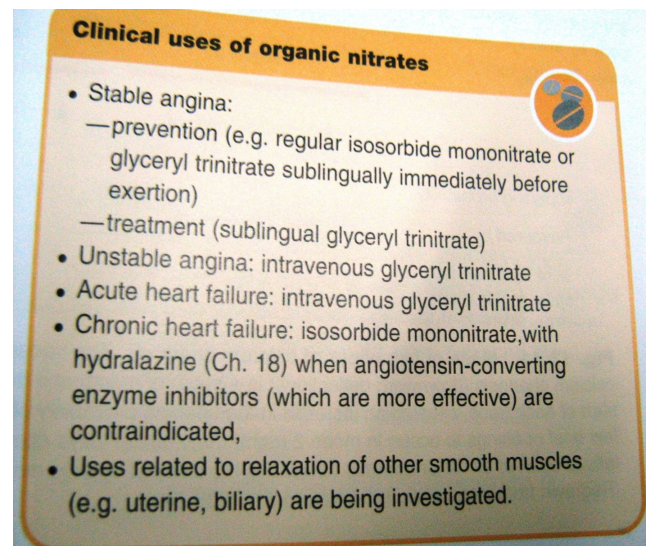 Clinical uses of organic nitrates
• Stable angina:
—prevention (e.g. regular isosorbide mononitrate or
glyceryl trinitrate sublingually immediately before
exertion)
—treatment (sublingual glyceryl trinitrate)
• Unstable angina: intravenous glyceryl trinitrate
• Acute heart failure: intravenous glyceryl trinitrate
• Chronic heart failure: isosorbide mononitrate,with
hydralazine (Ch. 18) when angiotensin-converting
enzyme inhibitors (which are more effective) are
contraindicated,
• Uses related to relaxation of other smooth muscles
(e.g. uterine, biliary) are being investigated.